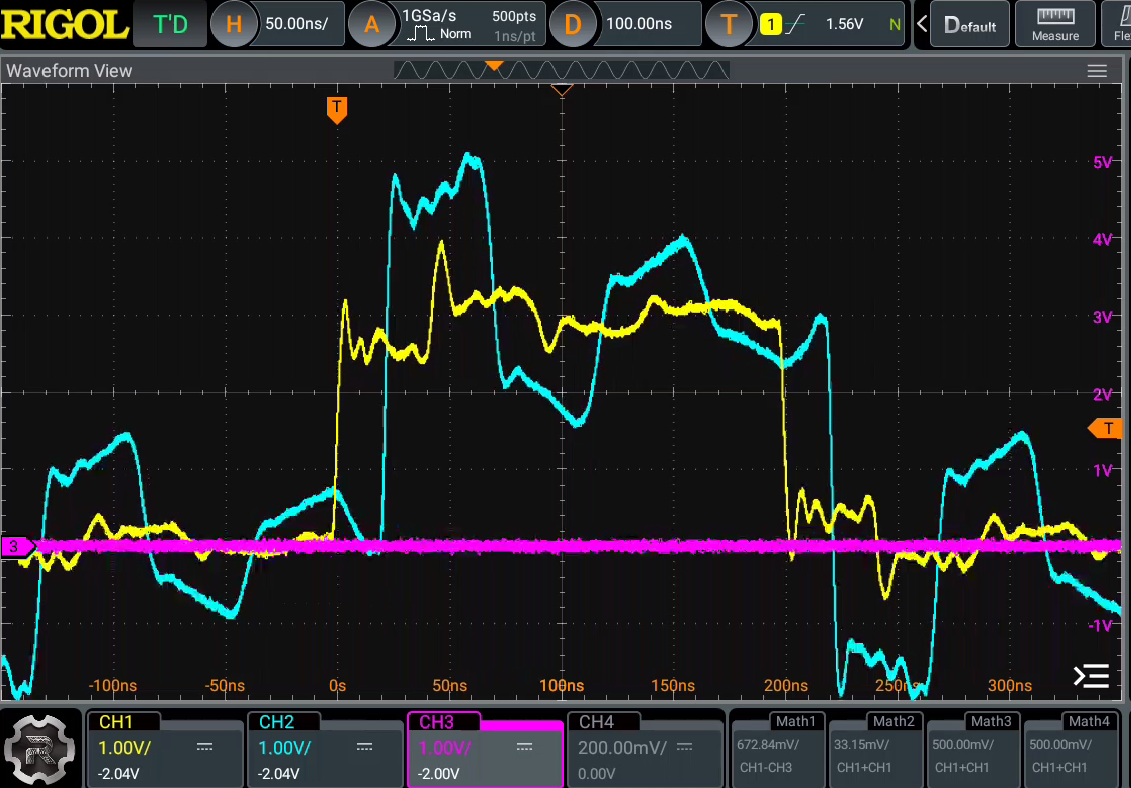 RIGOL T'D H 50.00ns/ A 1GSa/s Norm 500pts 1ns/pt D 100.00ns T 1 1.56V N Default Measure
Waveform View
T
5V
4V
3V
2V
T
1V
3
-1V
-100ns -50ns 0s 50ns 100ns 150ns 200ns 250ns 300ns
CH1 CH2 CH3 CH4 Math1 Math2 Math3 Math4
1.00V/ 1.00V/ 1.00V/ 200.00mV/ 672.84mV/ 33.15mV/ 500.00mV/ 500.00mV/
-2.04V -2.04V -2.00V 0.00V CH1-CH3 CH1+CH1 CH1+CH1 CH1+CH1